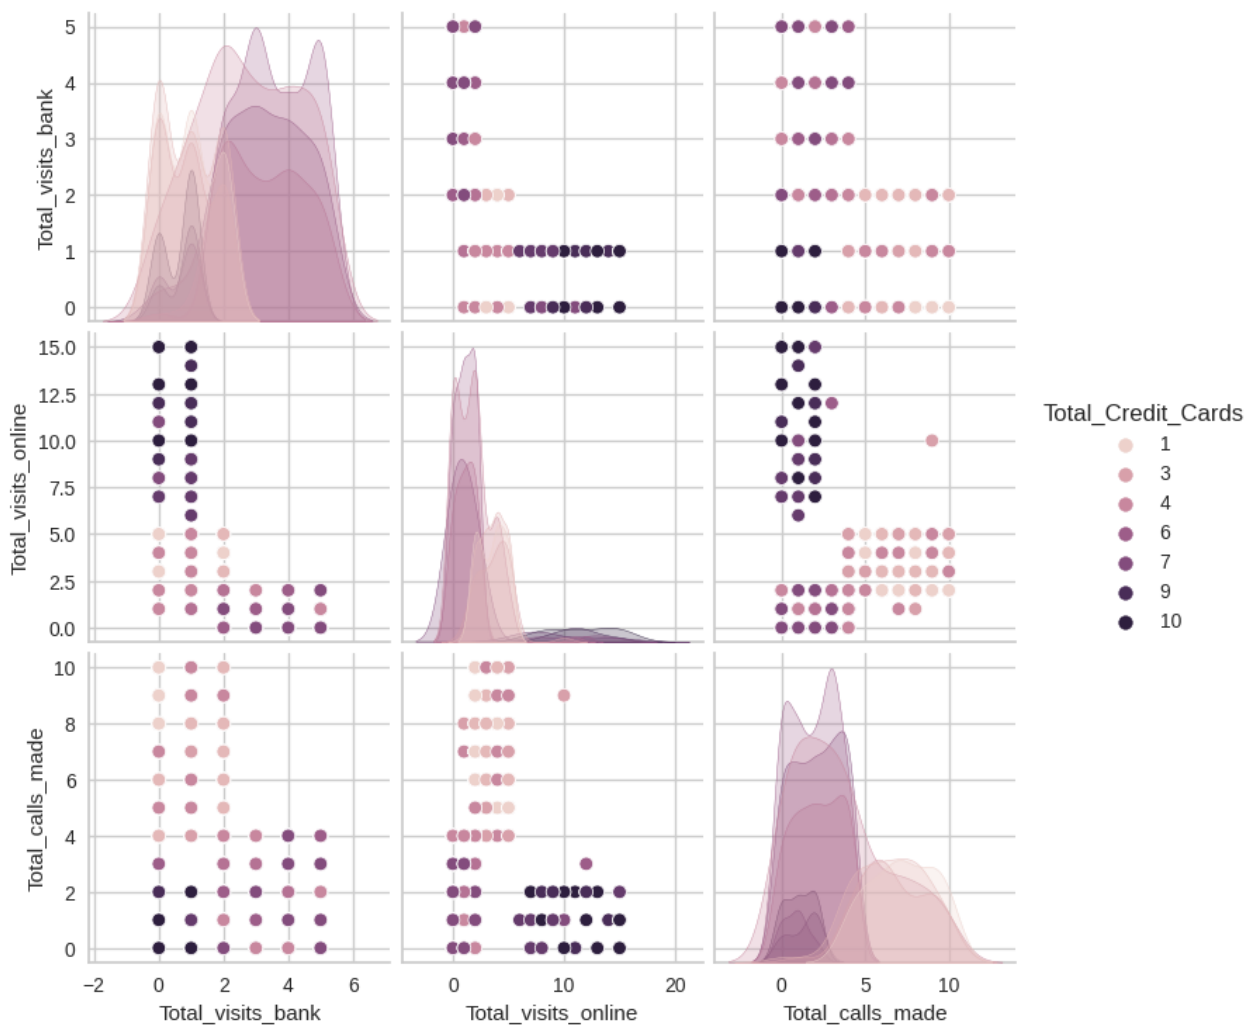 5
4
3
2
1
0
Total_visits_bank
15.0
12.5
10.0
7.5
5.0
2.5
0.0
Total_visits_online
Total_Credit_Cards
1
3
4
6
7
9
10
10
8
6
4
2
0
Total_calls_made
−2 0 2 4 6
Total_visits_bank
0 10 20
Total_visits_online
0 5 10
Total_calls_made